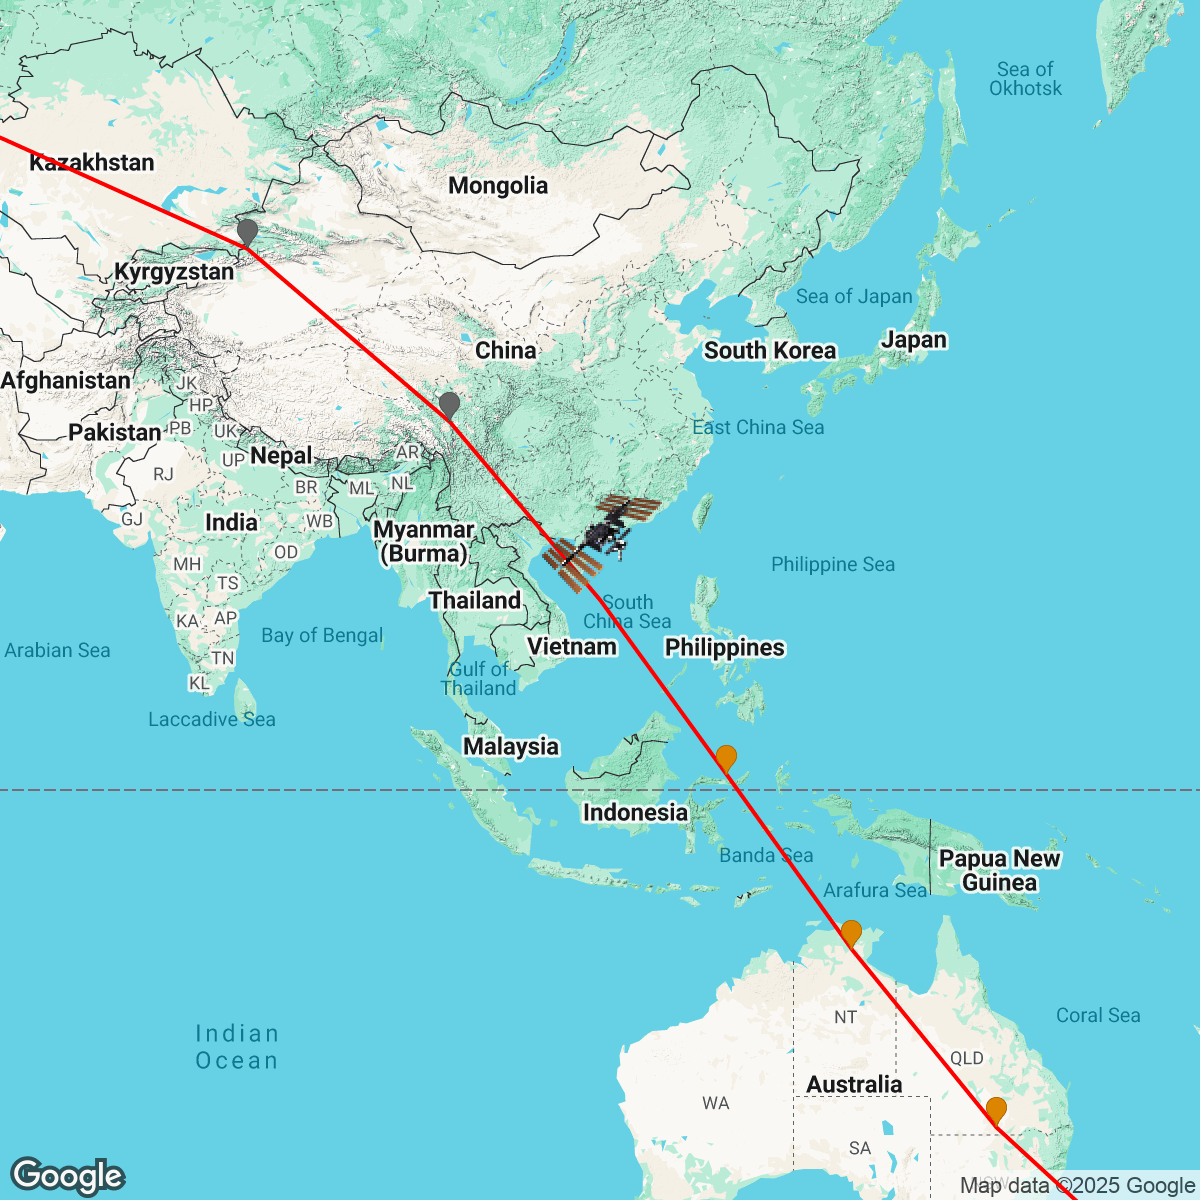 Sea of
Okhotsk
Kazakhstan
Mongolia
Kyrgyzstan
Sea of Japan
Japan
China
South Korea
Afghanistan
JK
HP
Pakistan
PB
UK
East China Sea
Nepal
UP
AR
RJ
BR
ML
NL
GJ
India
WB
Myanmar
(Burma)
OD
MH
TS
Philippine Sea
Thailand
South
China Sea
KA
AP
Bay of Bengal
Arabian Sea
TN
Vietnam
Philippines
Gulf of
Thailand
KL
Laccadive Sea
Malaysia
Indonesia
Banda Sea
Papua New
Guinea
Arafura Sea
Indian
Ocean
NT
Coral Sea
QLD
Australia
WA
SA
Google
Map data ©2025 Google